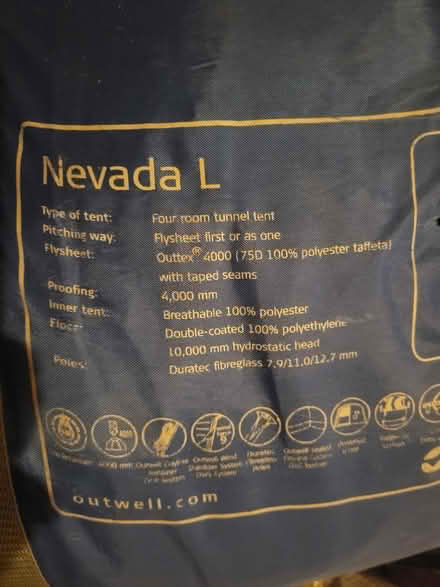 Nevada L
Type of tent: Four room tunnel tent
Pitching way: Flysheet first or as one
Flysheet: Outtex® 4000 (75D 100% polyester taffeta)
with taped seams
Proofing: 4,000 mm
Inner tent: Breathable 100% polyester
Floor: Double-coated 100% polyethylene
10,000 mm hydrostatic head
Poles: Duratec fibreglass 7,9/11,0/12,7 mm
outwell.com